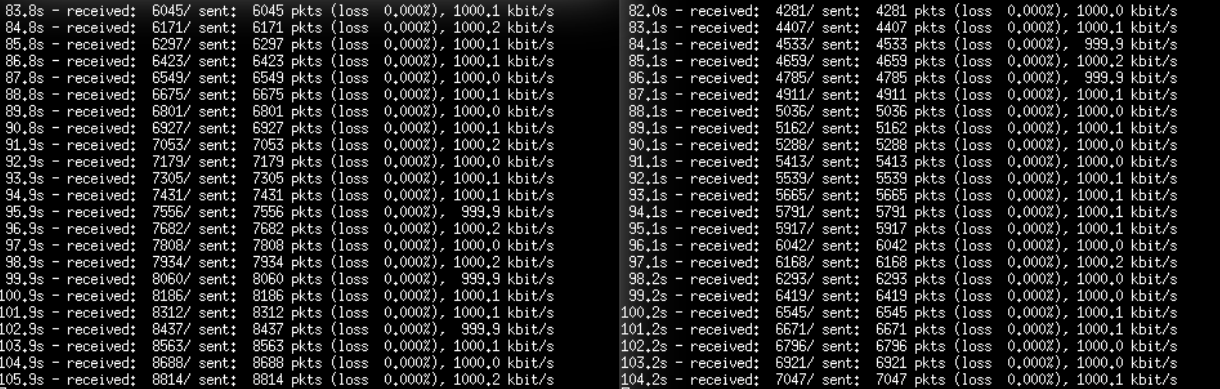 83.8s - received:  6045/ sent:  6045 pkts (loss  0.000%), 1000.1 kbit/s
84.8s - received:  6171/ sent:  6171 pkts (loss  0.000%), 1000.2 kbit/s
85.8s - received:  6297/ sent:  6297 pkts (loss  0.000%), 1000.1 kbit/s
86.8s - received:  6423/ sent:  6423 pkts (loss  0.000%), 1000.1 kbit/s
87.8s - received:  6549/ sent:  6549 pkts (loss  0.000%), 1000.0 kbit/s
88.8s - received:  6675/ sent:  6675 pkts (loss  0.000%), 1000.1 kbit/s
89.8s - received:  6801/ sent:  6801 pkts (loss  0.000%), 1000.0 kbit/s
90.8s - received:  6927/ sent:  6927 pkts (loss  0.000%), 1000.1 kbit/s
91.9s - received:  7053/ sent:  7053 pkts (loss  0.000%), 1000.2 kbit/s
92.9s - received:  7179/ sent:  7179 pkts (loss  0.000%), 1000.0 kbit/s
93.9s - received:  7305/ sent:  7305 pkts (loss  0.000%), 1000.1 kbit/s
94.9s - received:  7431/ sent:  7431 pkts (loss  0.000%), 1000.1 kbit/s
95.9s - received:  7556/ sent:  7556 pkts (loss  0.000%),  999.9 kbit/s
96.9s - received:  7682/ sent:  7682 pkts (loss  0.000%), 1000.2 kbit/s
97.9s - received:  7808/ sent:  7808 pkts (loss  0.000%), 1000.0 kbit/s
98.9s - received:  7934/ sent:  7934 pkts (loss  0.000%), 1000.2 kbit/s
99.9s - received:  8060/ sent:  8060 pkts (loss  0.000%),  999.9 kbit/s
100.9s - received:  8186/ sent:  8186 pkts (loss  0.000%), 1000.1 kbit/s
101.9s - received:  8312/ sent:  8312 pkts (loss  0.000%), 1000.1 kbit/s
102.9s - received:  8437/ sent:  8437 pkts (loss  0.000%),  999.9 kbit/s
103.9s - received:  8563/ sent:  8563 pkts (loss  0.000%), 1000.1 kbit/s
104.9s - received:  8688/ sent:  8688 pkts (loss  0.000%), 1000.0 kbit/s
105.9s - received:  8814/ sent:  8814 pkts (loss  0.000%), 1000.2 kbit/s
82.0s - received:  4281/ sent:  4281 pkts (loss  0.000%), 1000.0 kbit/s
83.1s - received:  4407/ sent:  4407 pkts (loss  0.000%), 1000.1 kbit/s
84.1s - received:  4533/ sent:  4533 pkts (loss  0.000%),  999.9 kbit/s
85.1s - received:  4659/ sent:  4659 pkts (loss  0.000%), 1000.2 kbit/s
86.1s - received:  4785/ sent:  4785 pkts (loss  0.000%),  999.9 kbit/s
87.1s - received:  4911/ sent:  4911 pkts (loss  0.000%), 1000.1 kbit/s
88.1s - received:  5036/ sent:  5036 pkts (loss  0.000%), 1000.0 kbit/s
89.1s - received:  5162/ sent:  5162 pkts (loss  0.000%), 1000.1 kbit/s
90.1s - received:  5288/ sent:  5288 pkts (loss  0.000%), 1000.1 kbit/s
91.1s - received:  5413/ sent:  5413 pkts (loss  0.000%), 1000.0 kbit/s
92.1s - received:  5539/ sent:  5539 pkts (loss  0.000%), 1000.1 kbit/s
93.1s - received:  5665/ sent:  5665 pkts (loss  0.000%), 1000.1 kbit/s
94.1s - received:  5791/ sent:  5791 pkts (loss  0.000%), 1000.1 kbit/s
95.1s - received:  5917/ sent:  5917 pkts (loss  0.000%), 1000.1 kbit/s
96.1s - received:  6042/ sent:  6042 pkts (loss  0.000%), 1000.0 kbit/s
97.1s - received:  6168/ sent:  6168 pkts (loss  0.000%), 1000.2 kbit/s
98.2s - received:  6293/ sent:  6293 pkts (loss  0.000%), 1000.0 kbit/s
99.2s - received:  6419/ sent:  6419 pkts (loss  0.000%), 1000.0 kbit/s
100.2s - received:  6545/ sent:  6545 pkts (loss  0.000%), 1000.1 kbit/s
101.2s - received:  6671/ sent:  6671 pkts (loss  0.000%), 1000.0 kbit/s
102.2s - received:  6796/ sent:  6796 pkts (loss  0.000%), 1000.1 kbit/s
103.2s - received:  6921/ sent:  6921 pkts (loss  0.000%), 1000.0 kbit/s
104.2s - received:  7047/ sent:  7047 pkts (loss  0.000%), 1000.1 kbit/s